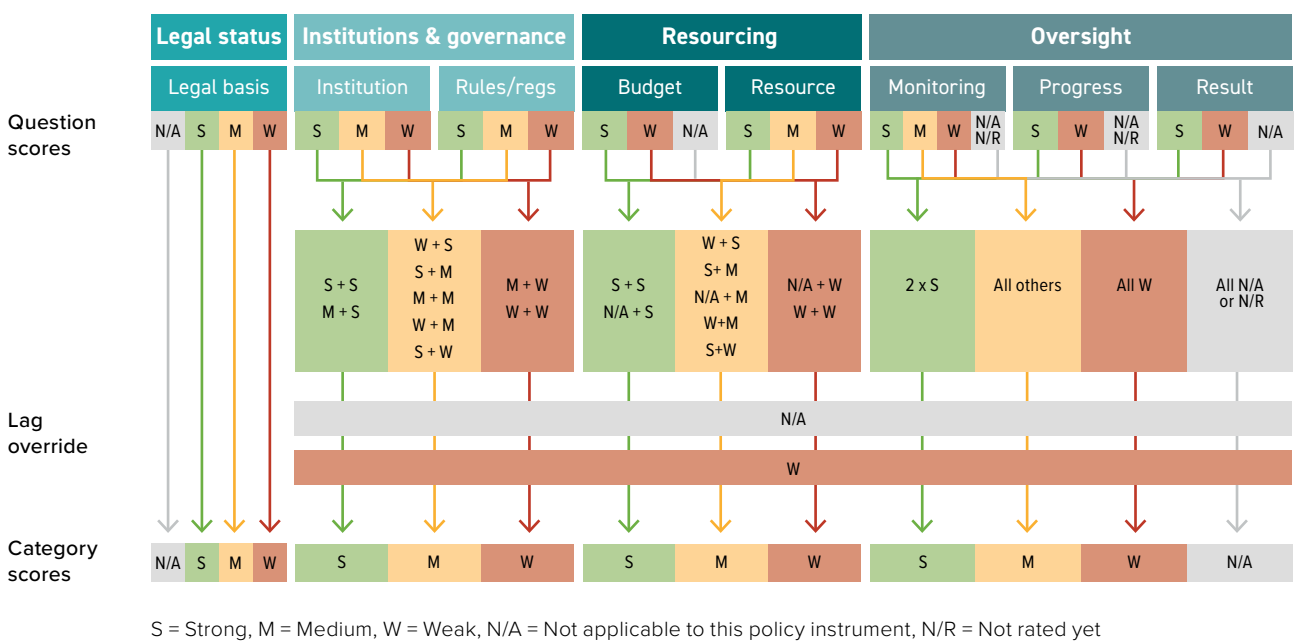 Legal status
Institutions & governance
Resourcing
Oversight
Legal basis
Institution
Rules/regs
Budget
Resource
Monitoring
Progress
Result
Question
scores
N/A S M W
S M W
S M W
S W N/A
S M W
S M W N/A
N/R
S W N/A
N/R
S W N/A
S + S
M + S
W + S
S + M
M + M
W + M
S + W
M + W
W + W
S + S
N/A + S
W + S
S+ M
N/A + M
W+M
S+W
N/A + W
W + W
2 x S
All others
All W
All N/A
or N/R
Lag
override
N/A
W
Category
scores
N/A S M W
S M W
S M W
S M W N/A
S = Strong, M = Medium, W = Weak, N/A = Not applicable to this policy instrument, N/R = Not rated yet